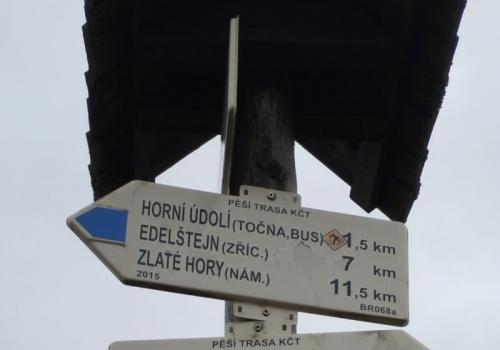 PĚŠÍ TRASA KČT
HORNÍ ÚDOLÍ (TOČNA, BUS) 1,5 km
EDELŠTEJN (ZŘÍC.) 7 km
ZLATÉ HORY (NÁM.) 11,5 km
2015 BR068a
PĚŠÍ TRASA KČT